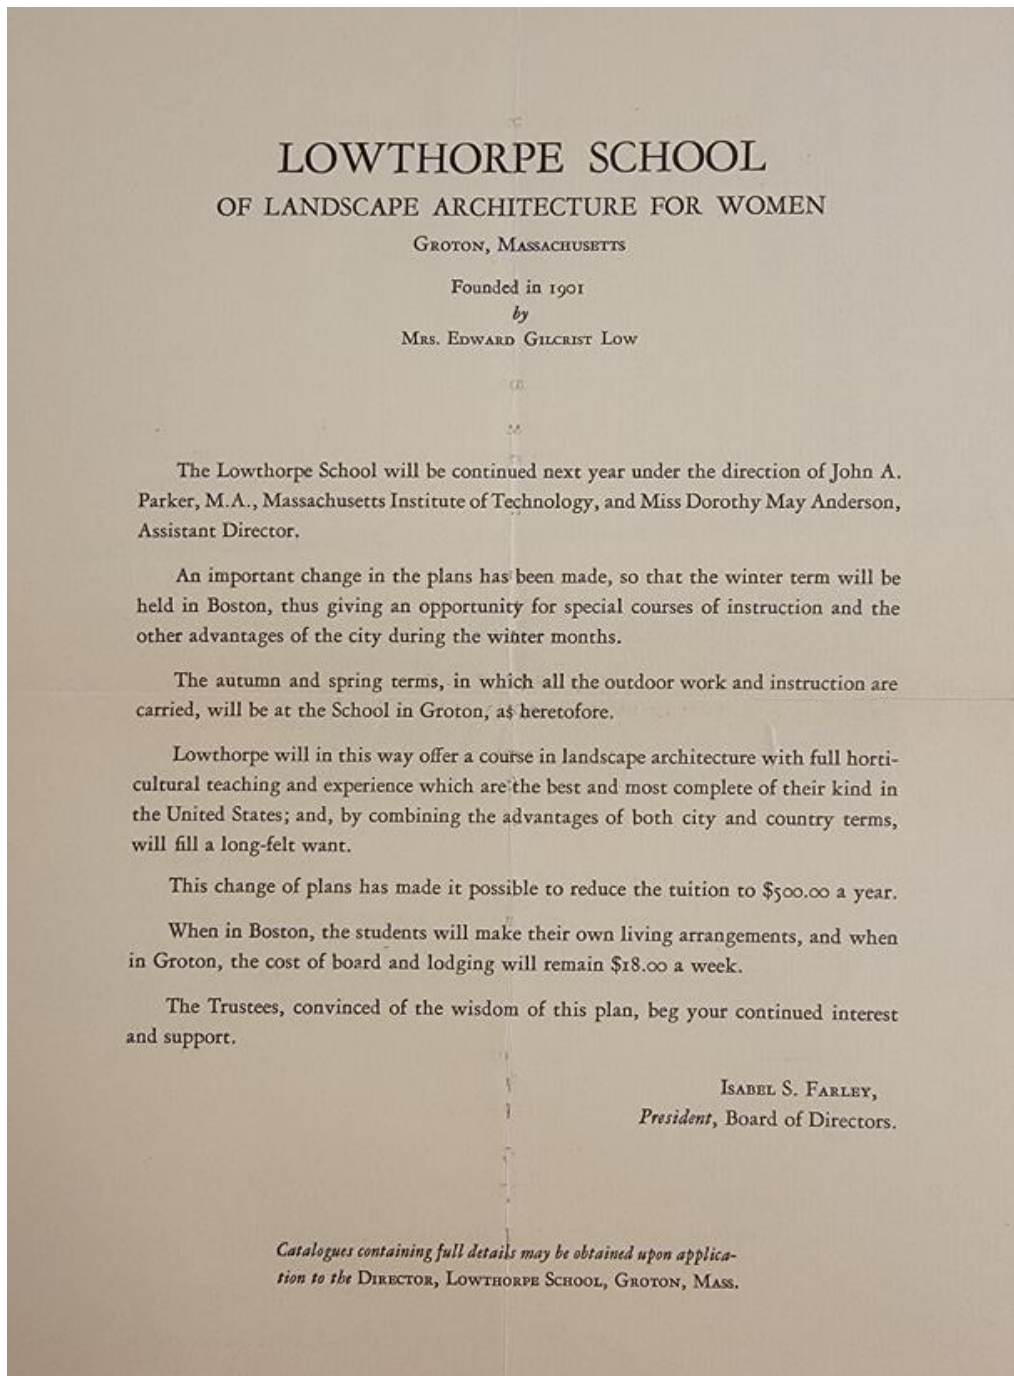 LOWTHORPE SCHOOL
OF LANDSCAPE ARCHITECTURE FOR WOMEN
GROTON, MASSACHUSETTS
Founded in 1901
by
MRS. EDWARD GILCRIST LOW
The Lowthorpe School will be continued next year under the direction of John A.
Parker, M.A., Massachusetts Institute of Technology, and Miss Dorothy May Anderson,
Assistant Director.
An important change in the plans has been made, so that the winter term will be
held in Boston, thus giving an opportunity for special courses of instruction and the
other advantages of the city during the winter months.
The autumn and spring terms, in which all the outdoor work and instruction are
carried, will be at the School in Groton, as heretofore.
Lowthorpe will in this way offer a course in landscape architecture with full horti-
cultural teaching and experience which are the best and most complete of their kind in
the United States; and, by combining the advantages of both city and country terms,
will fill a long-felt want.
This change of plans has made it possible to reduce the tuition to $500.00 a year.
When in Boston, the students will make their own living arrangements, and when
in Groton, the cost of board and lodging will remain $18.00 a week.
The Trustees, convinced of the wisdom of this plan, beg your continued interest
and support.
ISABEL S. FARLEY,
President, Board of Directors.
Catalogues containing full details may be obtained upon applica-
tion to the DIRECTOR, LOWTHORPE SCHOOL, GROTON, MASS.